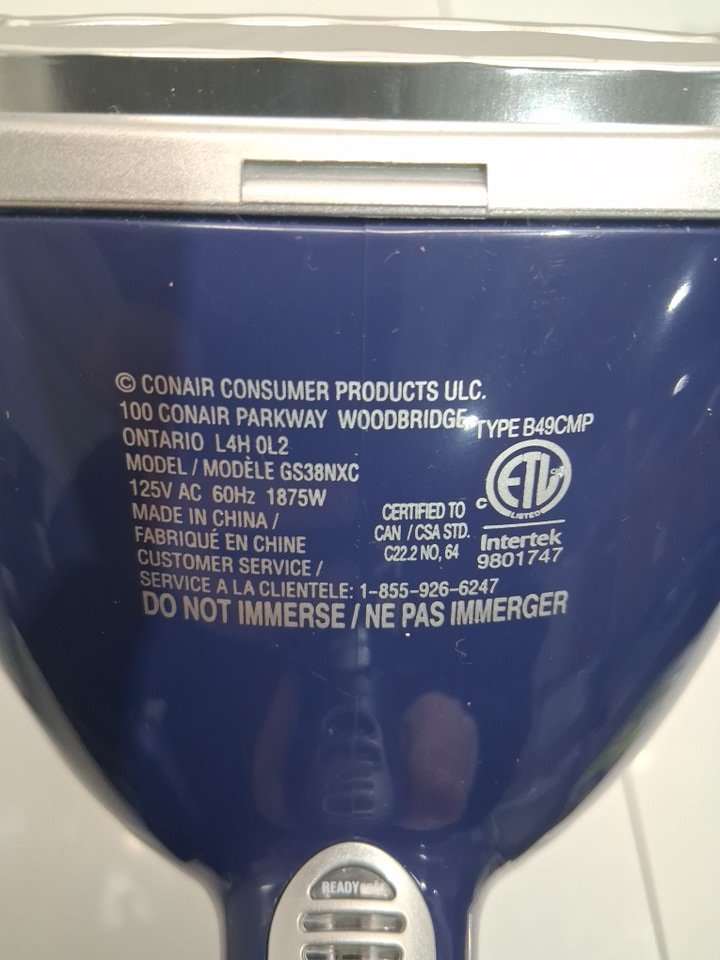 © CONAIR CONSUMER PRODUCTS ULC.
100 CONAIR PARKWAY WOODBRIDGE,
ONTARIO L4H 0L2
MODEL / MODÈLE GS38NXC
125V AC 60Hz 1875W
MADE IN CHINA /
FABRIQUÉ EN CHINE
CUSTOMER SERVICE /
SERVICE A LA CLIENTELE: 1-855-926-6247
DO NOT IMMERSE / NE PAS IMMERGER
TYPE B49CMP
C ETL CM
LISTED
Intertek
9801747
CERTIFIED TO
CAN / CSA STD.
C22.2 NO, 64
READY